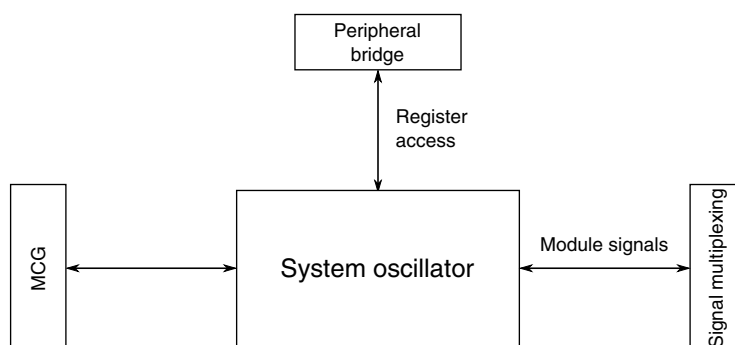 Peripheral
bridge
Register
access
MCG
System oscillator
Module signals
Signal multiplexing